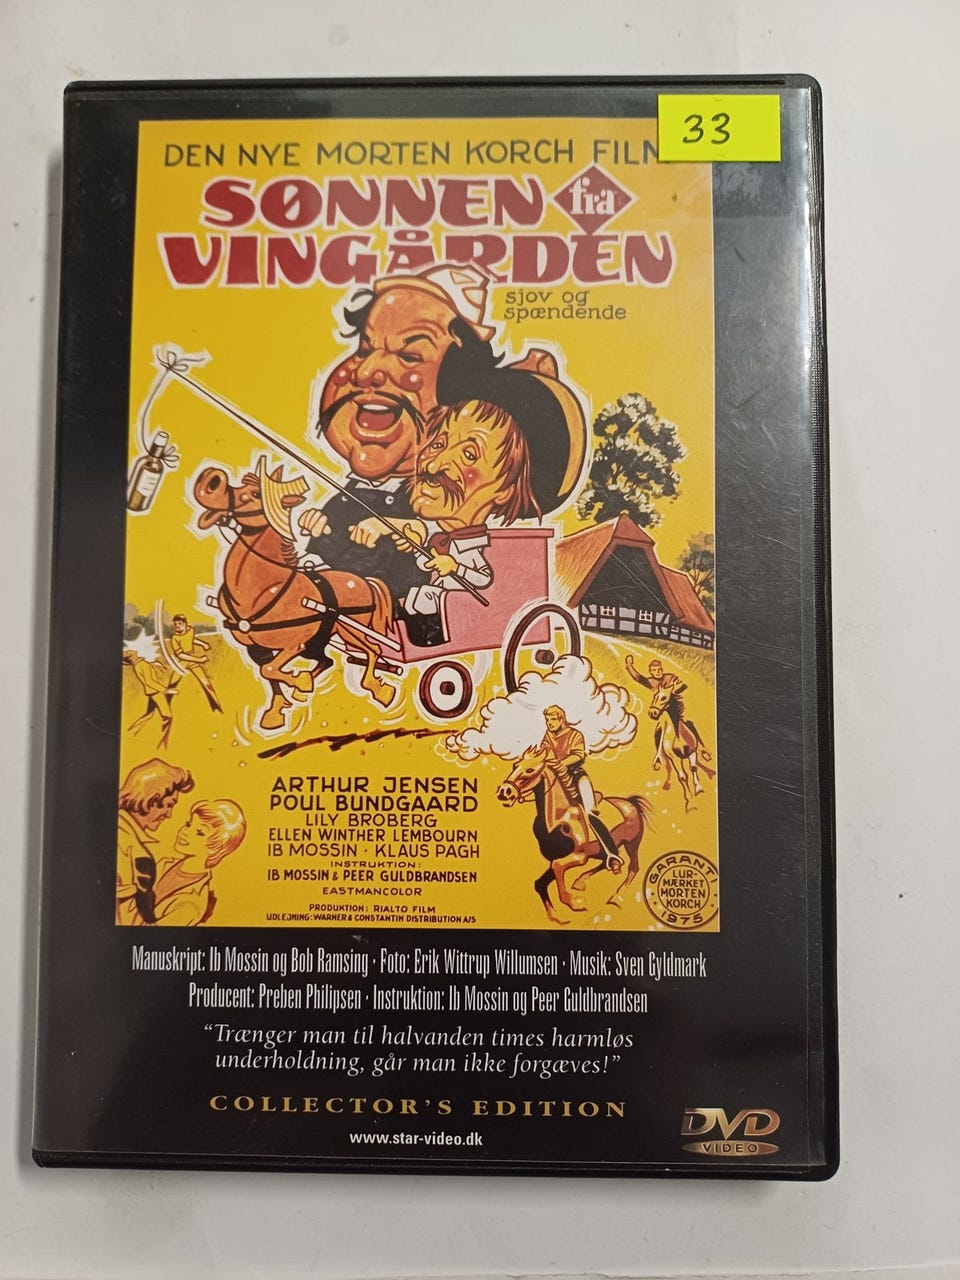 33
DEN NYE MORTEN KORCH FILM
SØNNEN fra
VINGÅRDEN
sjov og
spændende
ARTHUR JENSEN
POUL BUNDGAARD
LILY BROBERG
ELLEN WINTHER LEMBOURN
IB MOSSIN · KLAUS PAGH
INSTRUKTION:
IB MOSSIN & PEER GULDBRANDSEN
EASTMANCOLOR
PRODUKTION: RIALTO FILM
UDLEJNING: WARNER & CONSTANTIN DISTRIBUTION A/S
GARANT
LUR-
MÆRKET
MORTEN
KORCH
1975
Manuskript: Ib Mossin og Bob Ramsing · Foto: Erik Wittrup Willumsen · Musik: Sven Gyldmark
Producent: Preben Philipsen · Instruktion: Ib Mossin og Peer Guldbrandsen
“Trænger man til halvanden times harmløs
underholdning, går man ikke forgæves!”
COLLECTOR'S EDITION
www.star-video.dk
DVD
VIDEO